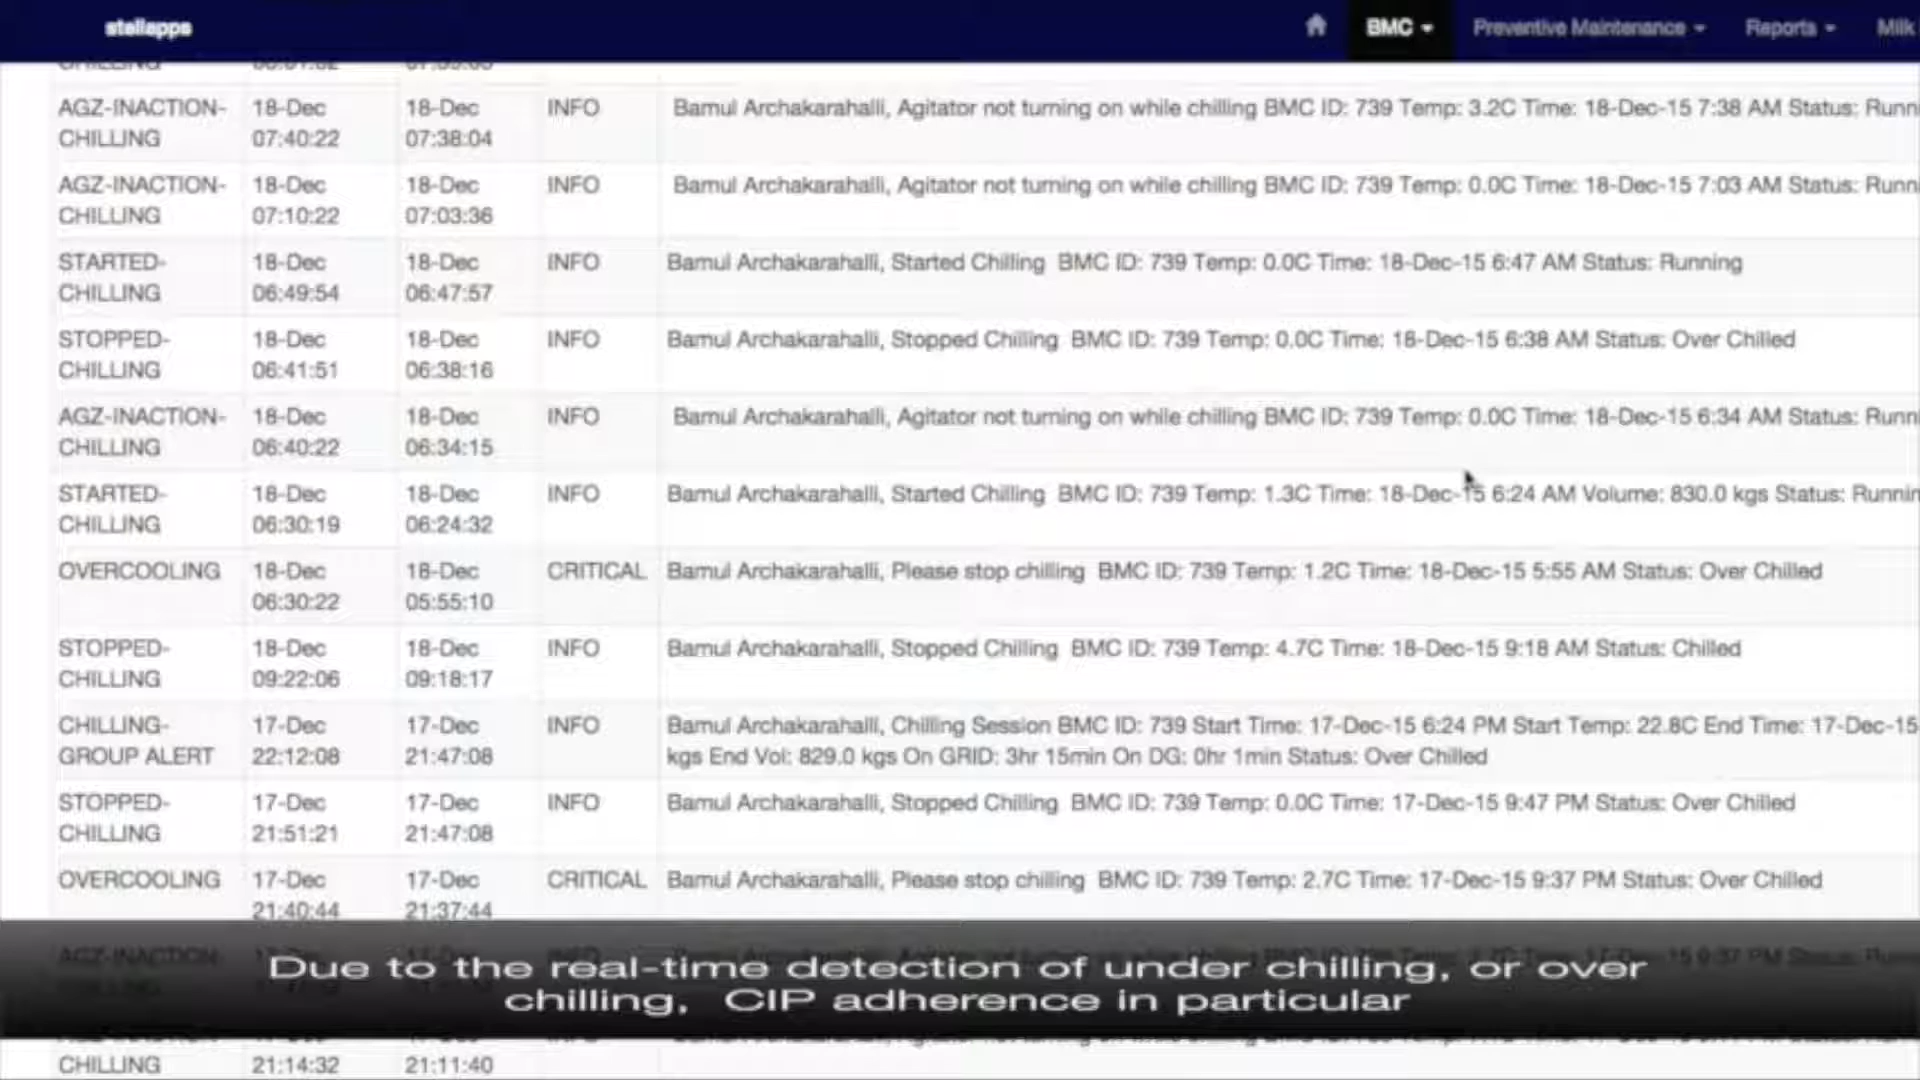 stellapps BMC Preventive Maintenance Reports Milk
CHILLING
AGZ-INACTION- 18-Dec 18-Dec INFO Bamul Archakarahalli, Agitator not turning on while chilling BMC ID: 739 Temp: 3.2C Time: 18-Dec-15 7:38 AM Status: Runn
CHILLING 07:40:22 07:38:04
AGZ-INACTION- 18-Dec 18-Dec INFO Bamul Archakarahalli, Agitator not turning on while chilling BMC ID: 739 Temp: 0.0C Time: 18-Dec-15 7:03 AM Status: Runn
CHILLING 07:10:22 07:03:36
STARTED- 18-Dec 18-Dec INFO Bamul Archakarahalli, Started Chilling BMC ID: 739 Temp: 0.0C Time: 18-Dec-15 6:47 AM Status: Running
CHILLING 06:49:54 06:47:57
STOPPED- 18-Dec 18-Dec INFO Bamul Archakarahalli, Stopped Chilling BMC ID: 739 Temp: 0.0C Time: 18-Dec-15 6:38 AM Status: Over Chilled
CHILLING 06:41:51 06:38:16
AGZ-INACTION- 18-Dec 18-Dec INFO Bamul Archakarahalli, Agitator not turning on while chilling BMC ID: 739 Temp: 0.0C Time: 18-Dec-15 6:34 AM Status: Runn
CHILLING 06:40:22 06:34:15
STARTED- 18-Dec 18-Dec INFO Bamul Archakarahalli, Started Chilling BMC ID: 739 Temp: 1.3C Time: 18-Dec-15 6:24 AM Volume: 830.0 kgs Status: Runnin
CHILLING 06:30:19 06:24:32
OVERCOOLING 18-Dec 18-Dec CRITICAL Bamul Archakarahalli, Please stop chilling BMC ID: 739 Temp: 1.2C Time: 18-Dec-15 5:55 AM Status: Over Chilled
06:30:22 05:55:10
STOPPED- 18-Dec 18-Dec INFO Bamul Archakarahalli, Stopped Chilling BMC ID: 739 Temp: 4.7C Time: 18-Dec-15 9:18 AM Status: Chilled
CHILLING 09:22:06 09:18:17
CHILLING- 17-Dec 17-Dec INFO Bamul Archakarahalli, Chilling Session BMC ID: 739 Start Time: 17-Dec-15 6:24 PM Start Temp: 22.8C End Time: 17-Dec-15
GROUP ALERT 22:12:08 21:47:08 kgs End Vol: 829.0 kgs On GRID: 3hr 15min On DG: 0hr 1min Status: Over Chilled
STOPPED- 17-Dec 17-Dec INFO Bamul Archakarahalli, Stopped Chilling BMC ID: 739 Temp: 0.0C Time: 17-Dec-15 9:47 PM Status: Over Chilled
CHILLING 21:51:21 21:47:08
OVERCOOLING 17-Dec 17-Dec CRITICAL Bamul Archakarahalli, Please stop chilling BMC ID: 739 Temp: 2.7C Time: 17-Dec-15 9:37 PM Status: Over Chilled
21:40:44 21:37:44
Due to the real-time detection of under chilling, or over
chilling, CIP adherence in particular
CHILLING 21:14:32 21:11:40